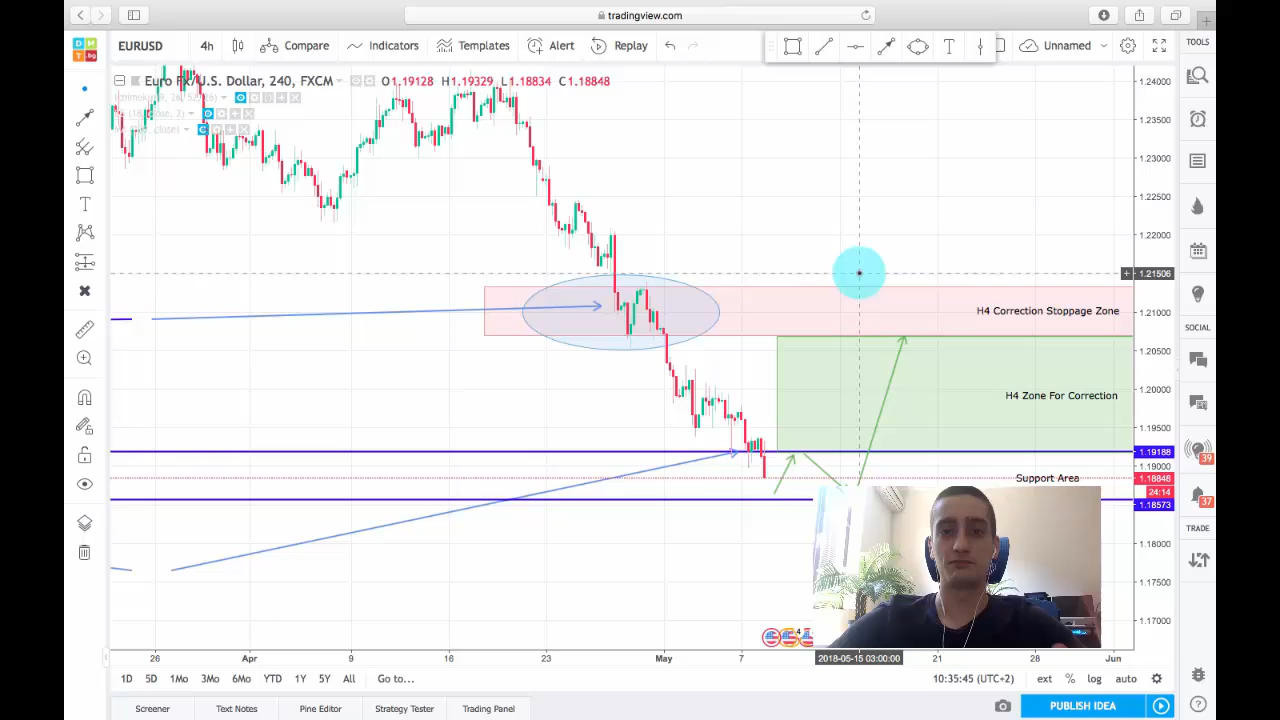 tradingview.com
EURUSD 4h Compare Indicators Templates Alert Replay Unnamed
TOOLS
Euro Fx/U.S. Dollar, 240, FXCM O1.19128 H1.19329 L1.18834 C1.18848
1.24000
1.23500
1.23000
1.22500
1.22000
1.21506
H4 Correction Stoppage Zone
1.21000
SOCIAL
1.20500
H4 Zone For Correction
1.20000
1.19500
1.19188
39
1.19000
Support Area
1.18848
24:14
1.18573
37
TRADE
1.18000
1.17500
1.17000
4
26 Apr 9 16 23 May 7 2018-05-15 03:00:00 21 28 Jun
1D 5D 1Mo 3Mo 6Mo YTD 1Y 5Y All Go to... 10:35:45 (UTC+2) ext % log auto
Screener Text Notes Pine Editor Strategy Tester Trading Panel PUBLISH IDEA